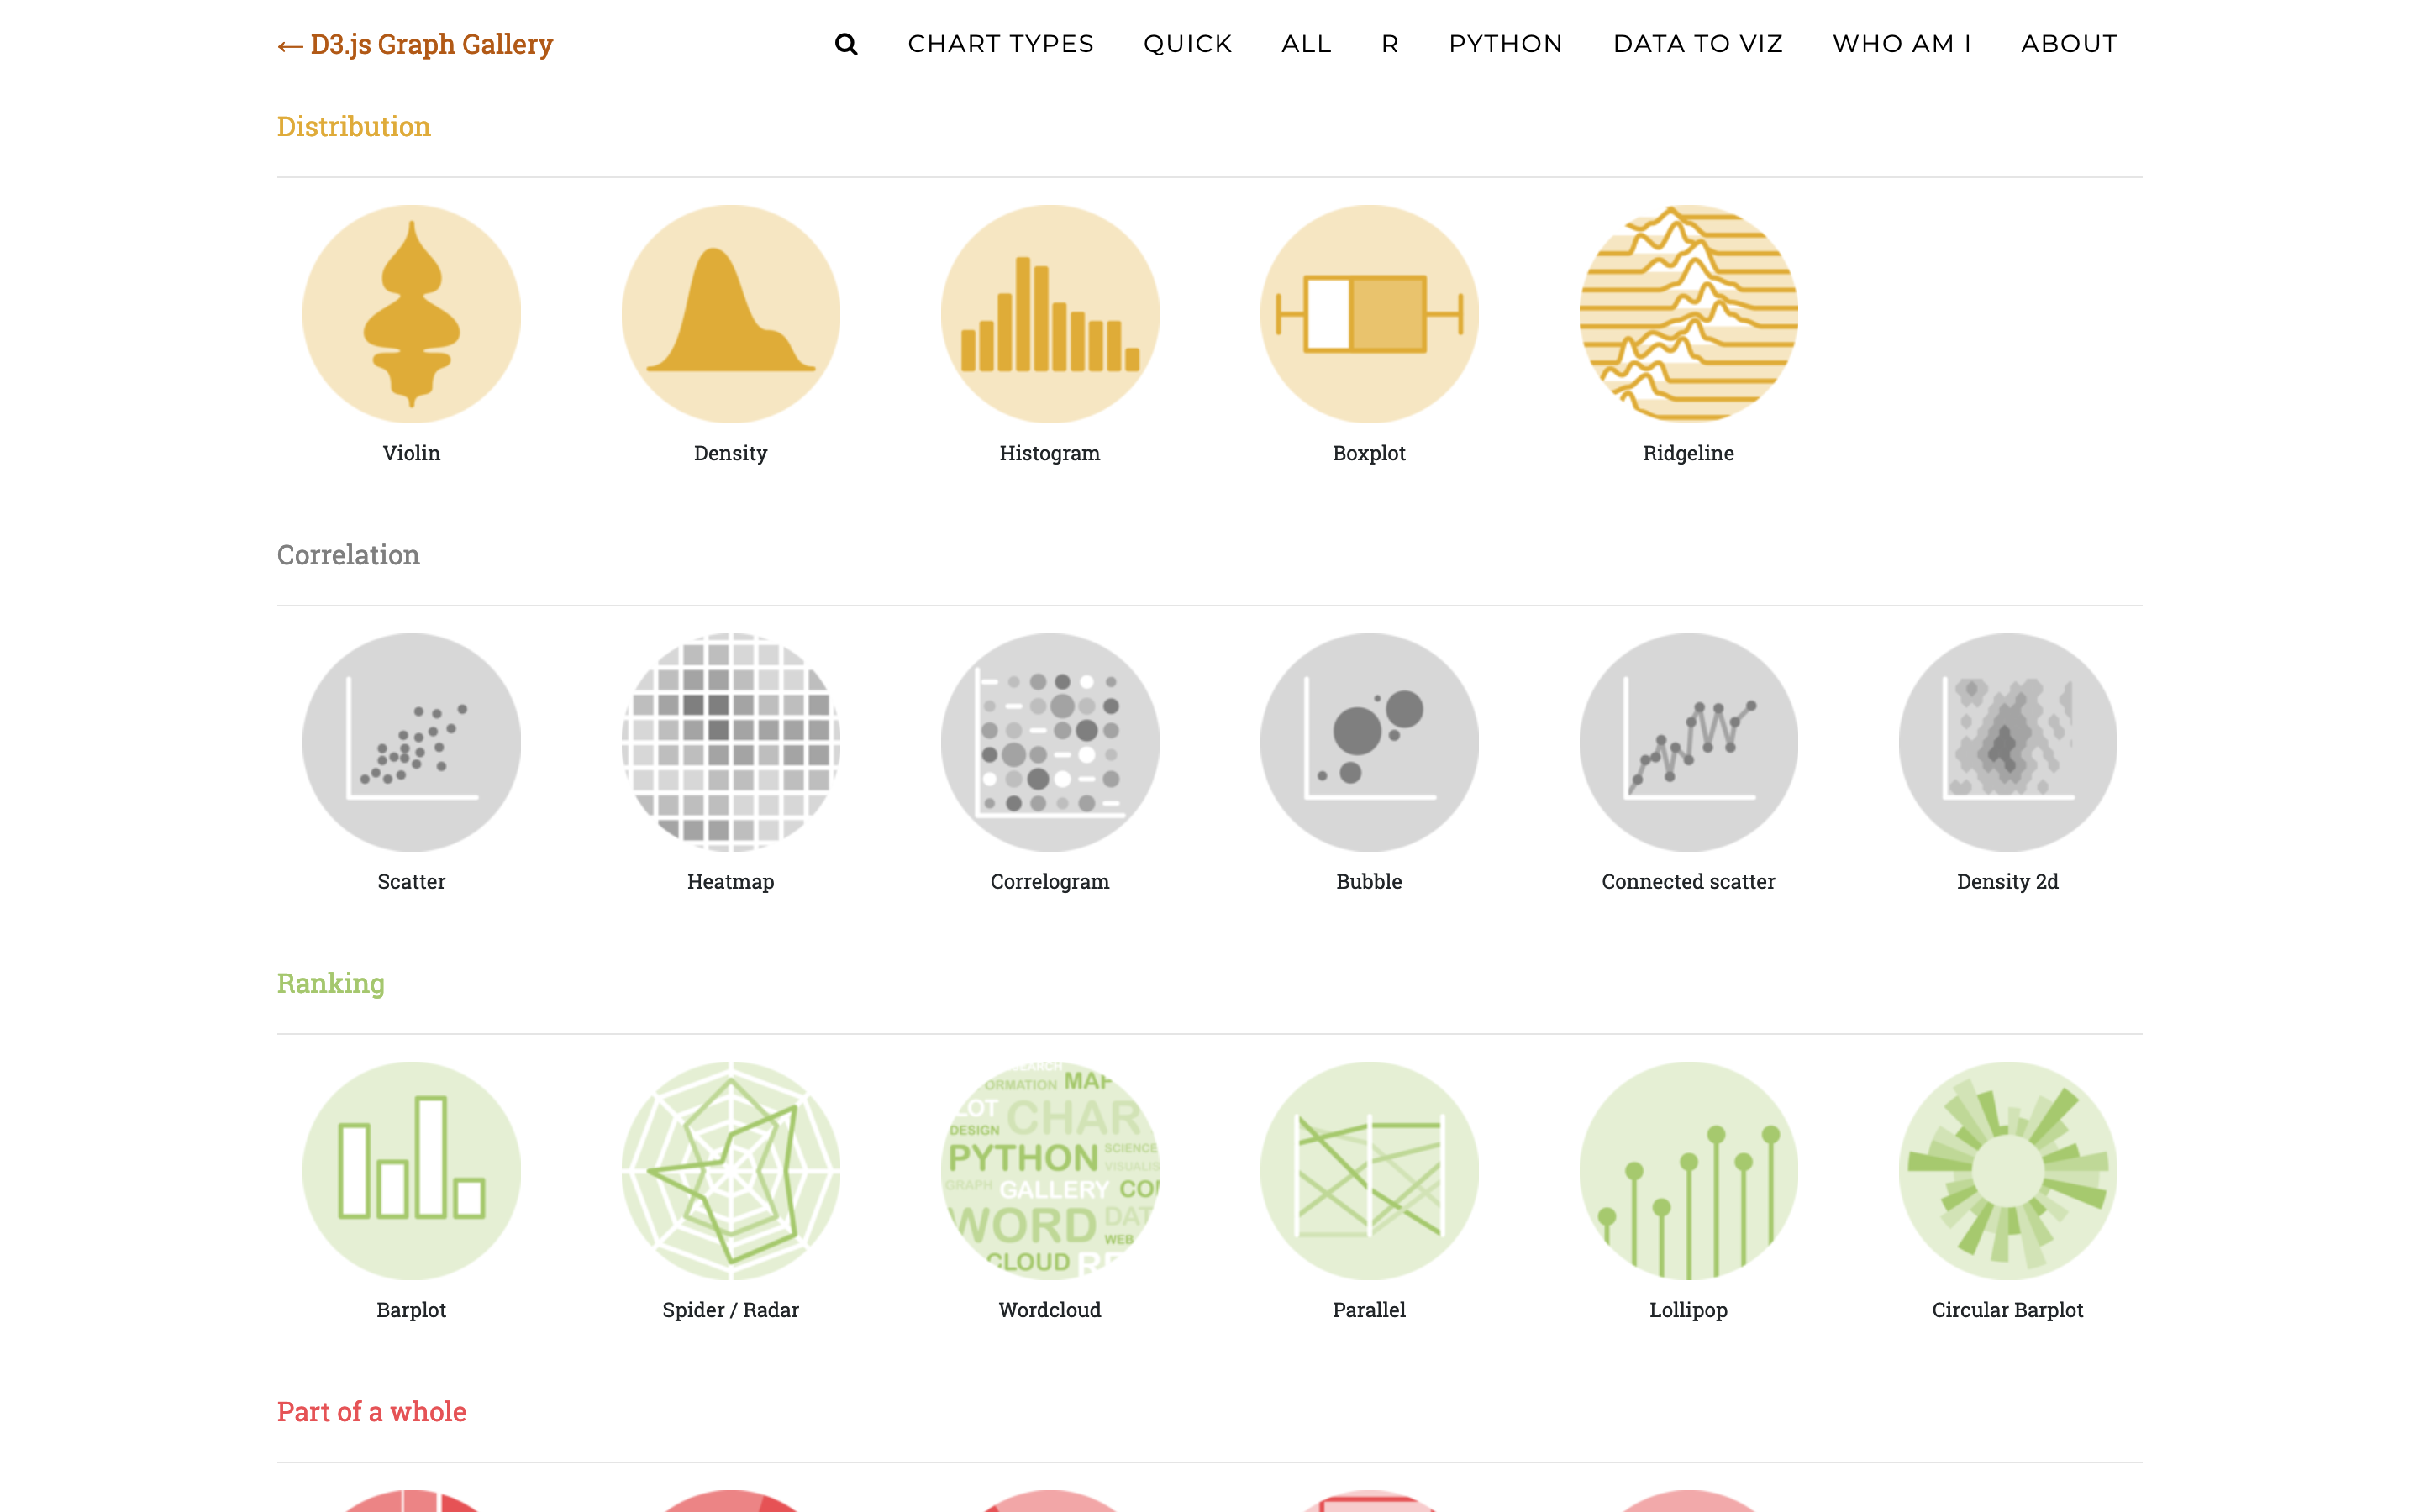 ← D3.js Graph Gallery
CHART TYPES QUICK ALL R PYTHON DATA TO VIZ WHO AM I ABOUT
Distribution
Violin Density Histogram Boxplot Ridgeline
Correlation
Scatter Heatmap Correlogram Bubble Connected scatter Density 2d
Ranking
EARCH
ORMATION MAP
LOT CHAR
DESIGN
PYTHON SCIENCE
VISUALIS
GRAPH GALLERY
WORD DAT
WEB
CLOUD
Barplot Spider / Radar Wordcloud Parallel Lollipop Circular Barplot
Part of a whole